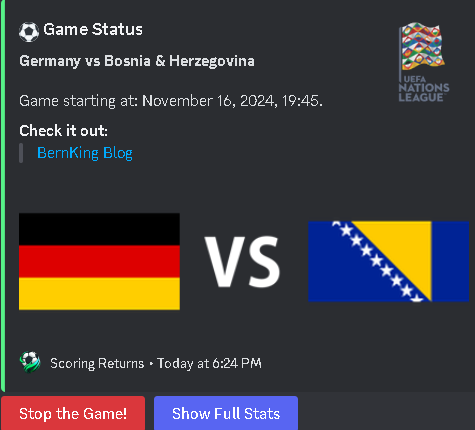 Game Status
Germany vs Bosnia & Herzegovina
UEFA
NATIONS
LEAGUE
Game starting at: November 16, 2024, 19:45.
Check it out:
BernKing Blog
VS
Scoring Returns • Today at 6:24 PM
Stop the Game!
Show Full Stats